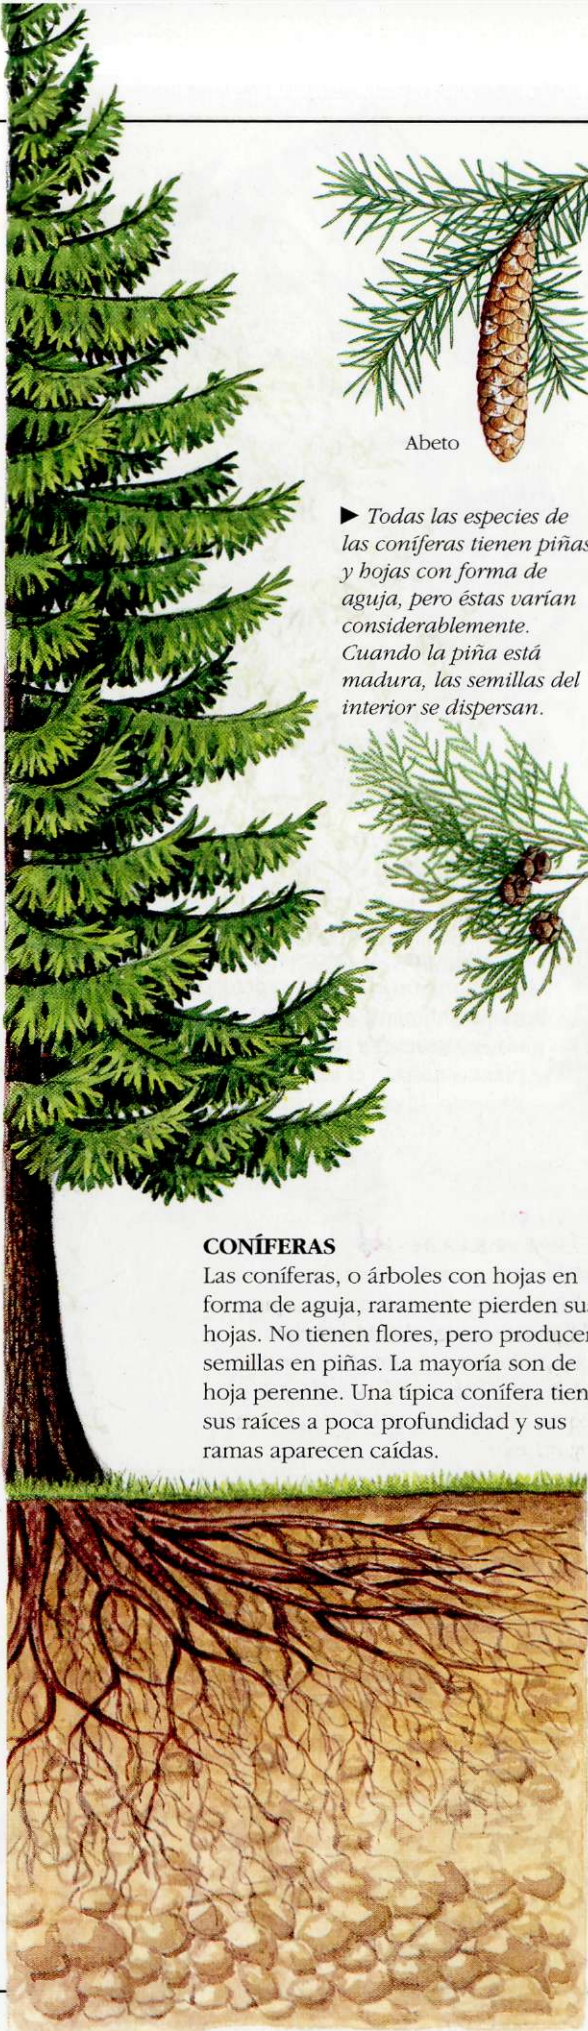 Abeto
▶ Todas las especies de
las coníferas tienen piñas
y hojas con forma de
aguja, pero éstas varían
considerablemente.
Cuando la piña está
madura, las semillas del
interior se dispersan.
CONÍFERAS
Las coníferas, o árboles con hojas en
forma de aguja, raramente pierden su
hojas. No tienen flores, pero producen
semillas en piñas. La mayoría son de
hoja perenne. Una típica conífera tien
sus raíces a poca profundidad y sus
ramas aparecen caídas.